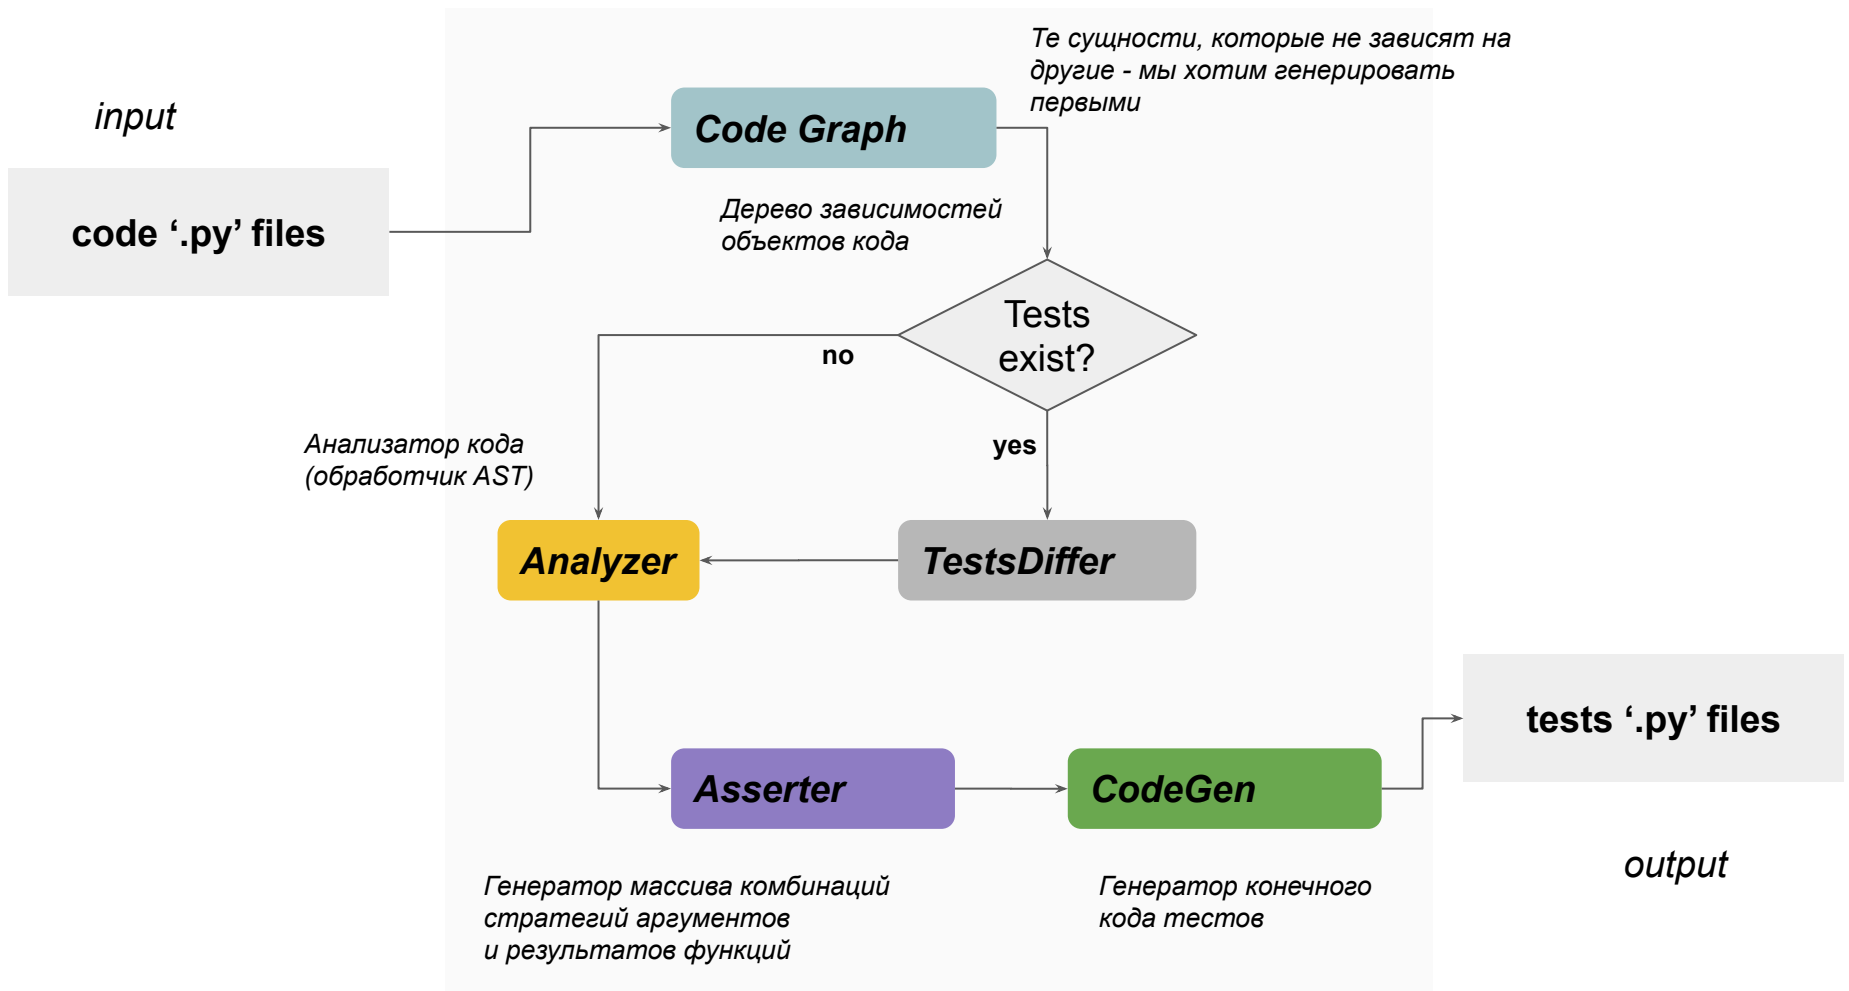 Те сущности, которые не зависят на
другие - мы хотим генерировать
первыми
input
Code Graph
code ‘.py’ files
Дерево зависимостей
объектов кода
Tests
exist?
no
yes
Анализатор кода
(обработчик AST)
Analyzer
TestsDiffer
tests ‘.py’ files
Asserter
CodeGen
output
Генератор массива комбинаций
стратегий аргументов
и результатов функций
Генератор конечного
кода тестов